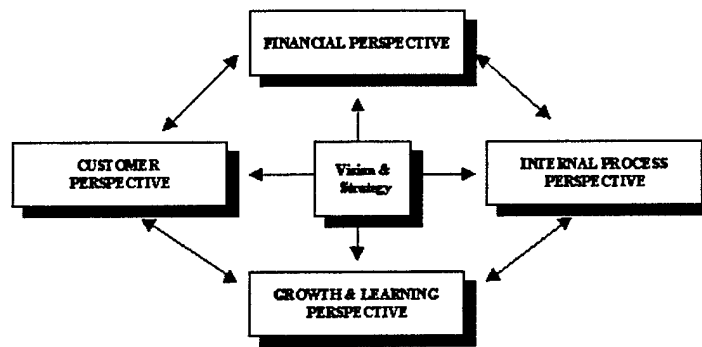 FINANCIAL PERSPECTIVE
CUSTOMER
PERSPECTIVE
Vision &
Strategy
INTERNAL PROCESS
PERSPECTIVE
GROWTH & LEARNING
PERSPECTIVE